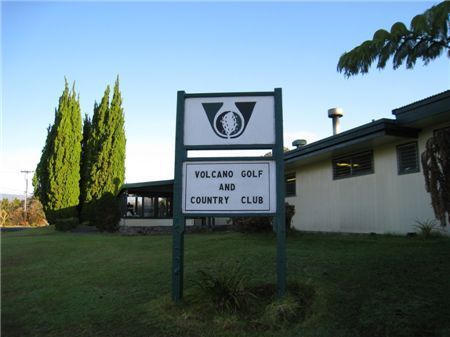 VOLCANO GOLF
AND
COUNTRY CLUB